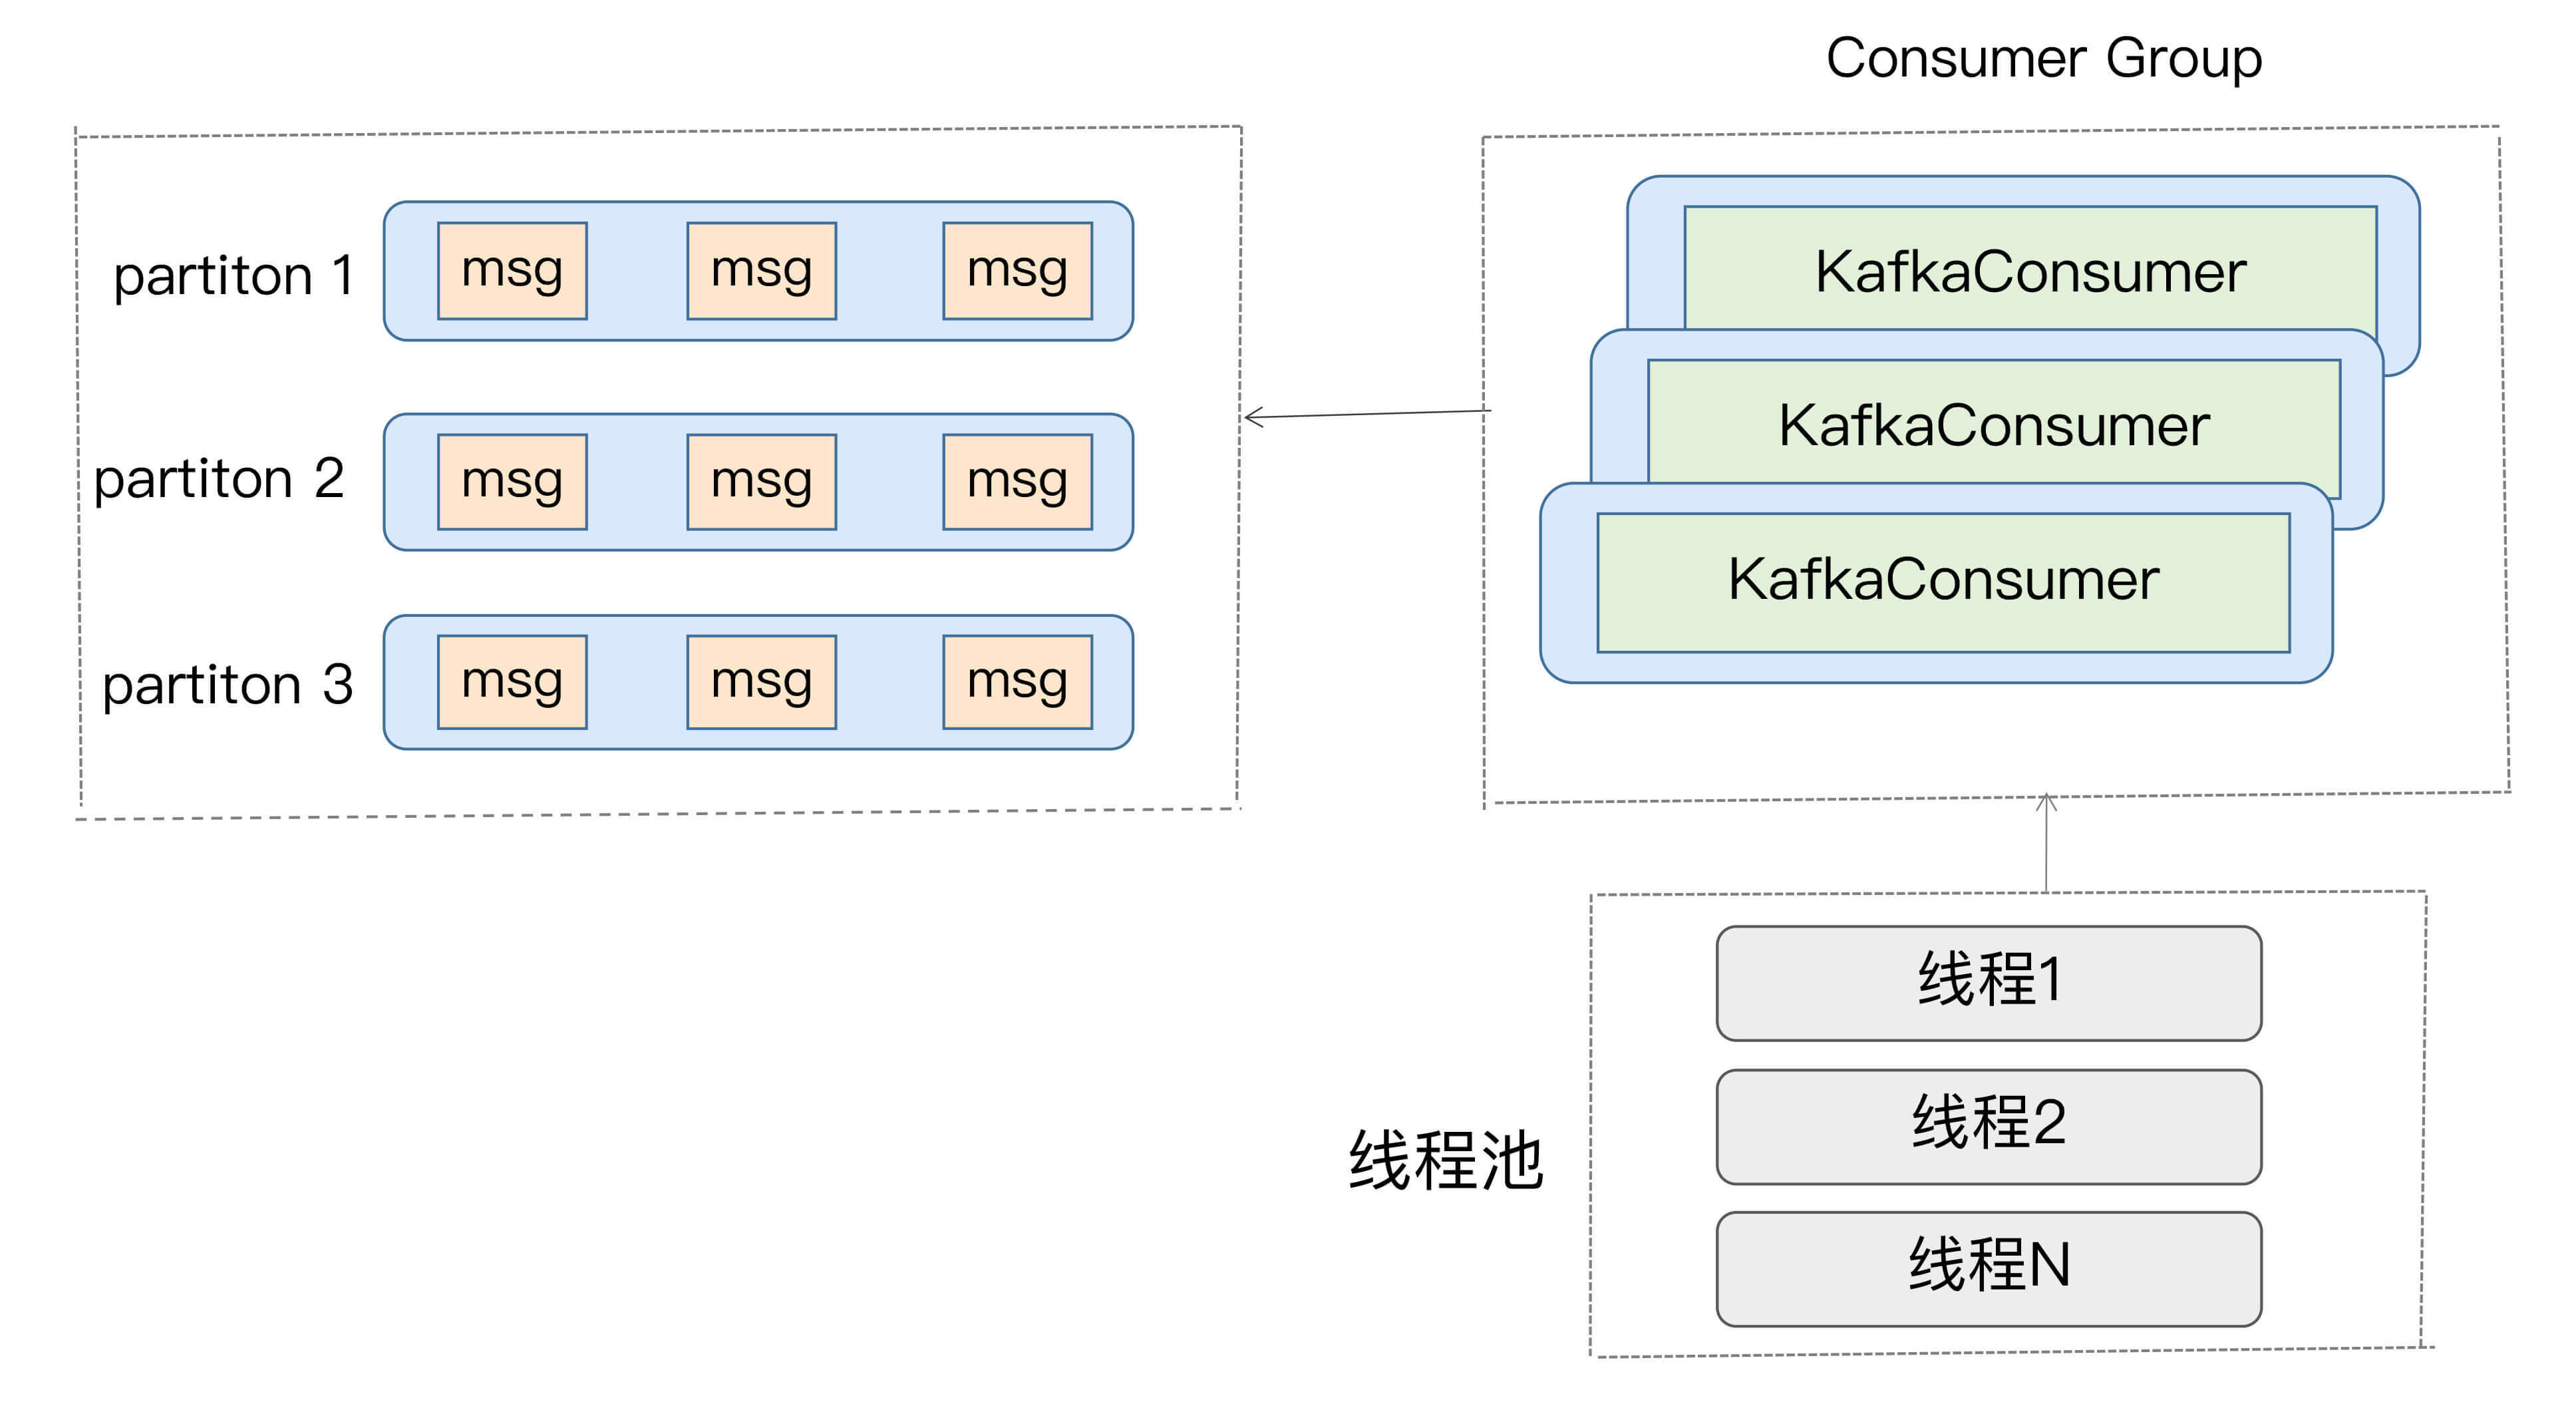 Consumer Group
partiton 1
msg
msg
msg
partiton 2
msg
msg
msg
partiton 3
msg
msg
msg
KafkaConsumer
KafkaConsumer
KafkaConsumer
线程池
线程1
线程2
线程N